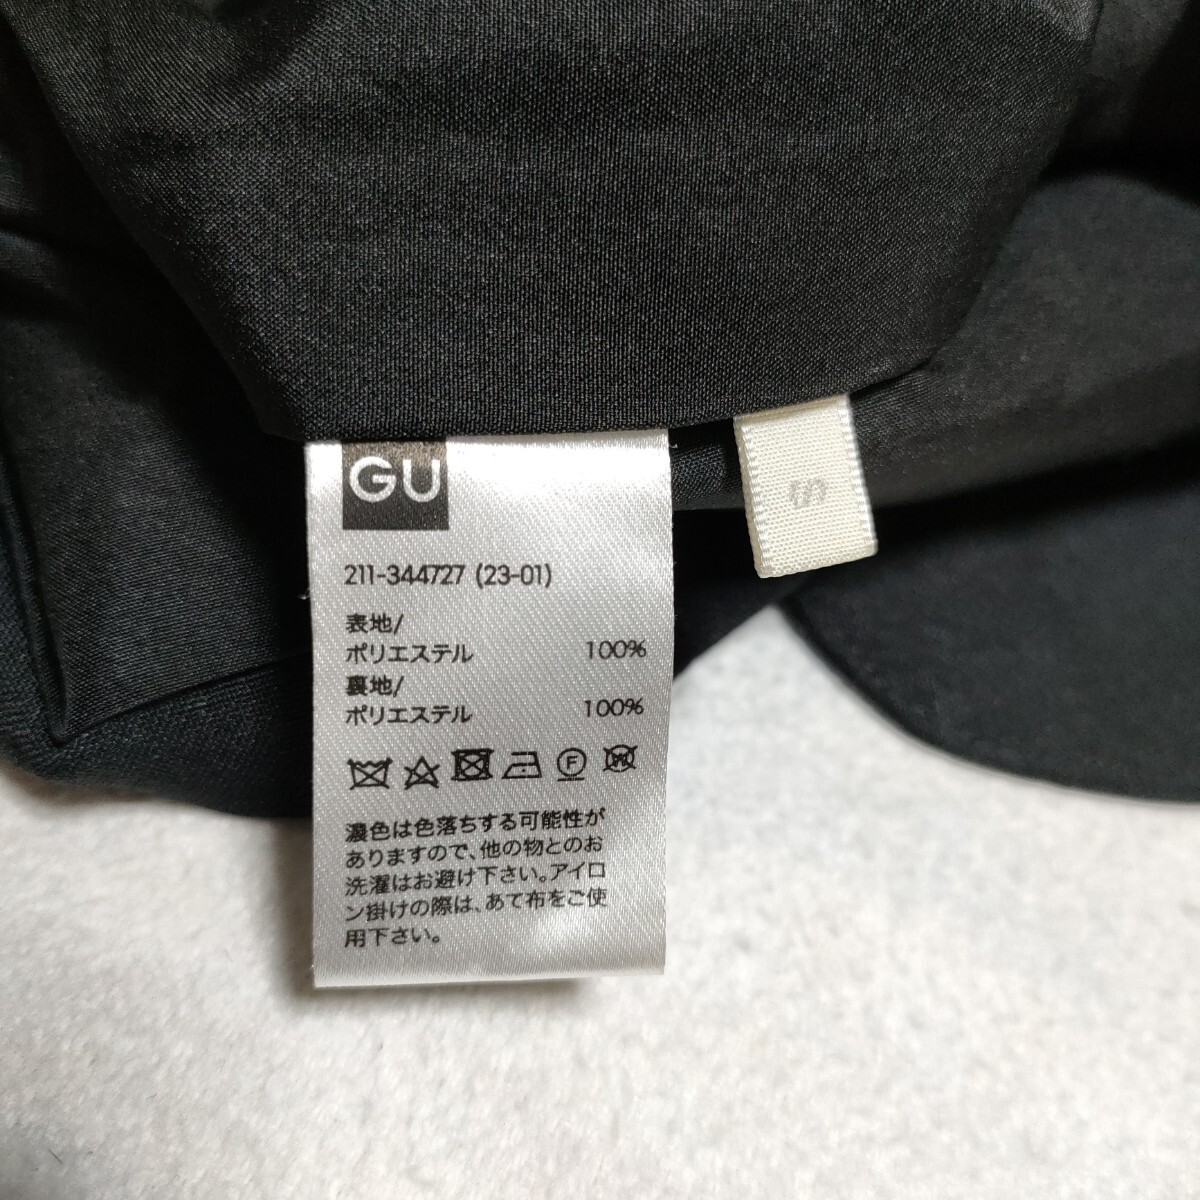 GU
211-344727 (23-01)
表地/
ポリエステル 100%
裏地/
ポリエステル 100%
F
W
濃色は色落ちする可能性が
ありますので、他の物とのお
洗濯はお避け下さい。アイロ
ン掛けの際は、あて布をご使
用下さい。
S